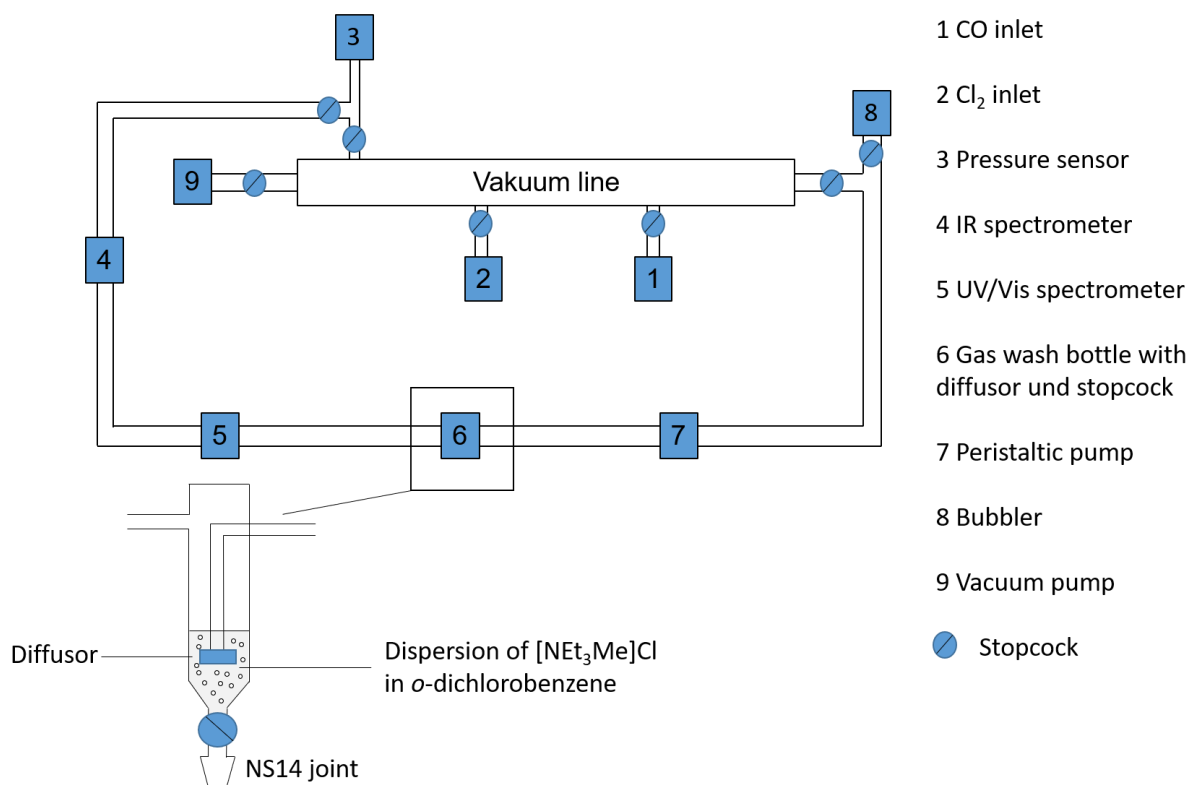 3
1 CO inlet
8
2 Cl₂ inlet
9
Vakuum line
3 Pressure sensor
4
2
1
4 IR spectrometer
5 UV/Vis spectrometer
6 Gas wash bottle with
diffusor und stopcock
5
6
7
7 Peristaltic pump
8 Bubbler
9 Vacuum pump
Stopcock
Diffusor
Dispersion of [NEt₃Me]Cl
in o-dichlorobenzene
NS14 joint